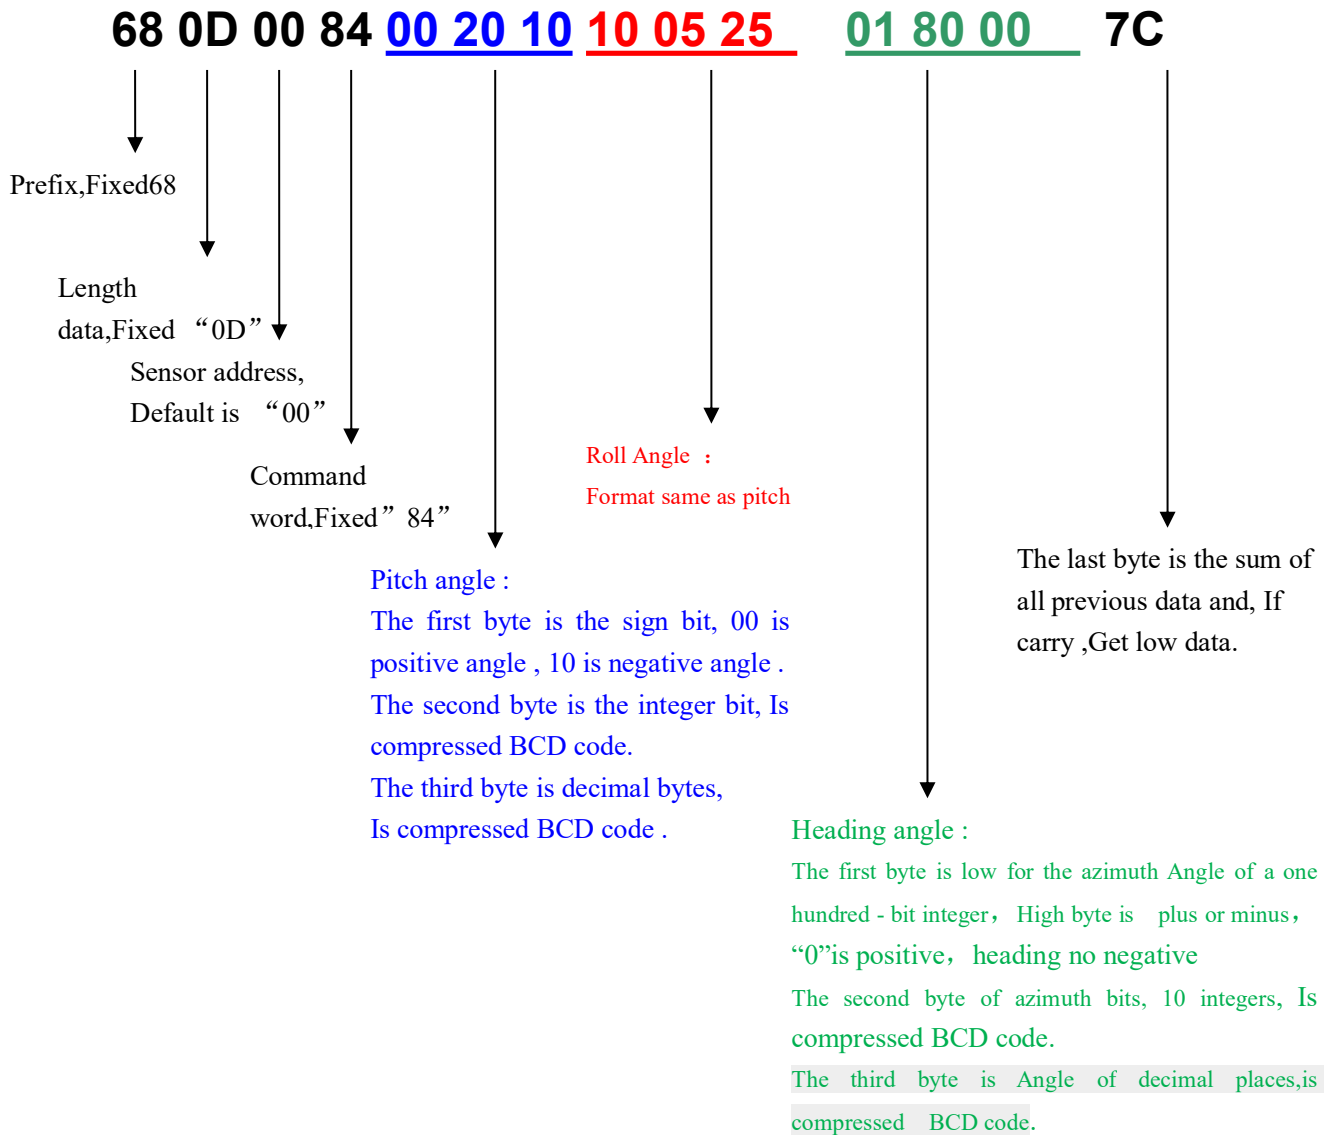 68 0D 00 84 00 20 10 10 05 25 01 80 00 7C
Prefix,Fixed68
Length
data,Fixed “0D”
Sensor address,
Default is “00”
Command
word,Fixed” 84”
Roll Angle ：
Format same as pitch
Pitch angle :
The first byte is the sign bit, 00 is
positive angle , 10 is negative angle .
The second byte is the integer bit, Is
compressed BCD code.
The third byte is decimal bytes,
Is compressed BCD code .
The last byte is the sum of
all previous data and, If
carry ,Get low data.
Heading angle :
The first byte is low for the azimuth Angle of a one
hundred - bit integer，High byte is plus or minus，
“0”is positive，heading no negative
The second byte of azimuth bits, 10 integers, Is
compressed BCD code.
The third byte is Angle of decimal places,is
compressed BCD code.